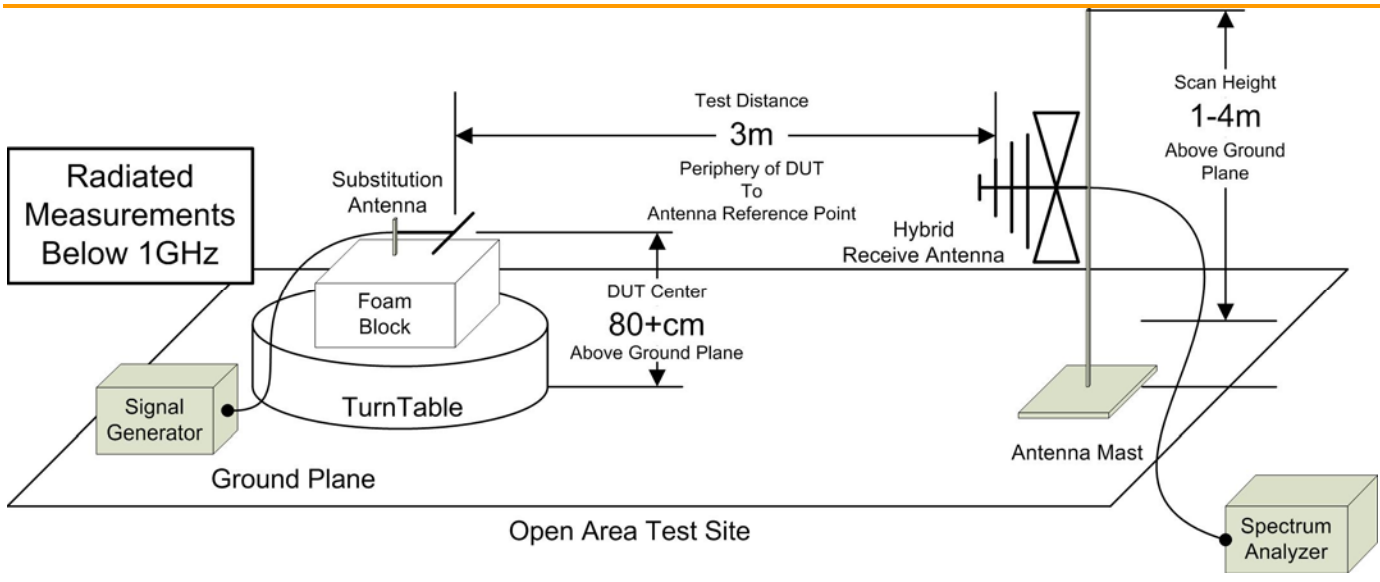 Radiated
Measurements
Below 1GHz
Substitution
Antenna
Test Distance
3m
Periphery of DUT
To
Antenna Reference Point
Scan Height
1-4m
Above Ground
Plane
Hybrid
Receive Antenna
Foam
Block
DUT Center
80+cm
Above Ground Plane
Signal
Generator
TurnTable
Ground Plane
Antenna Mast
Open Area Test Site
Spectrum
Analyzer